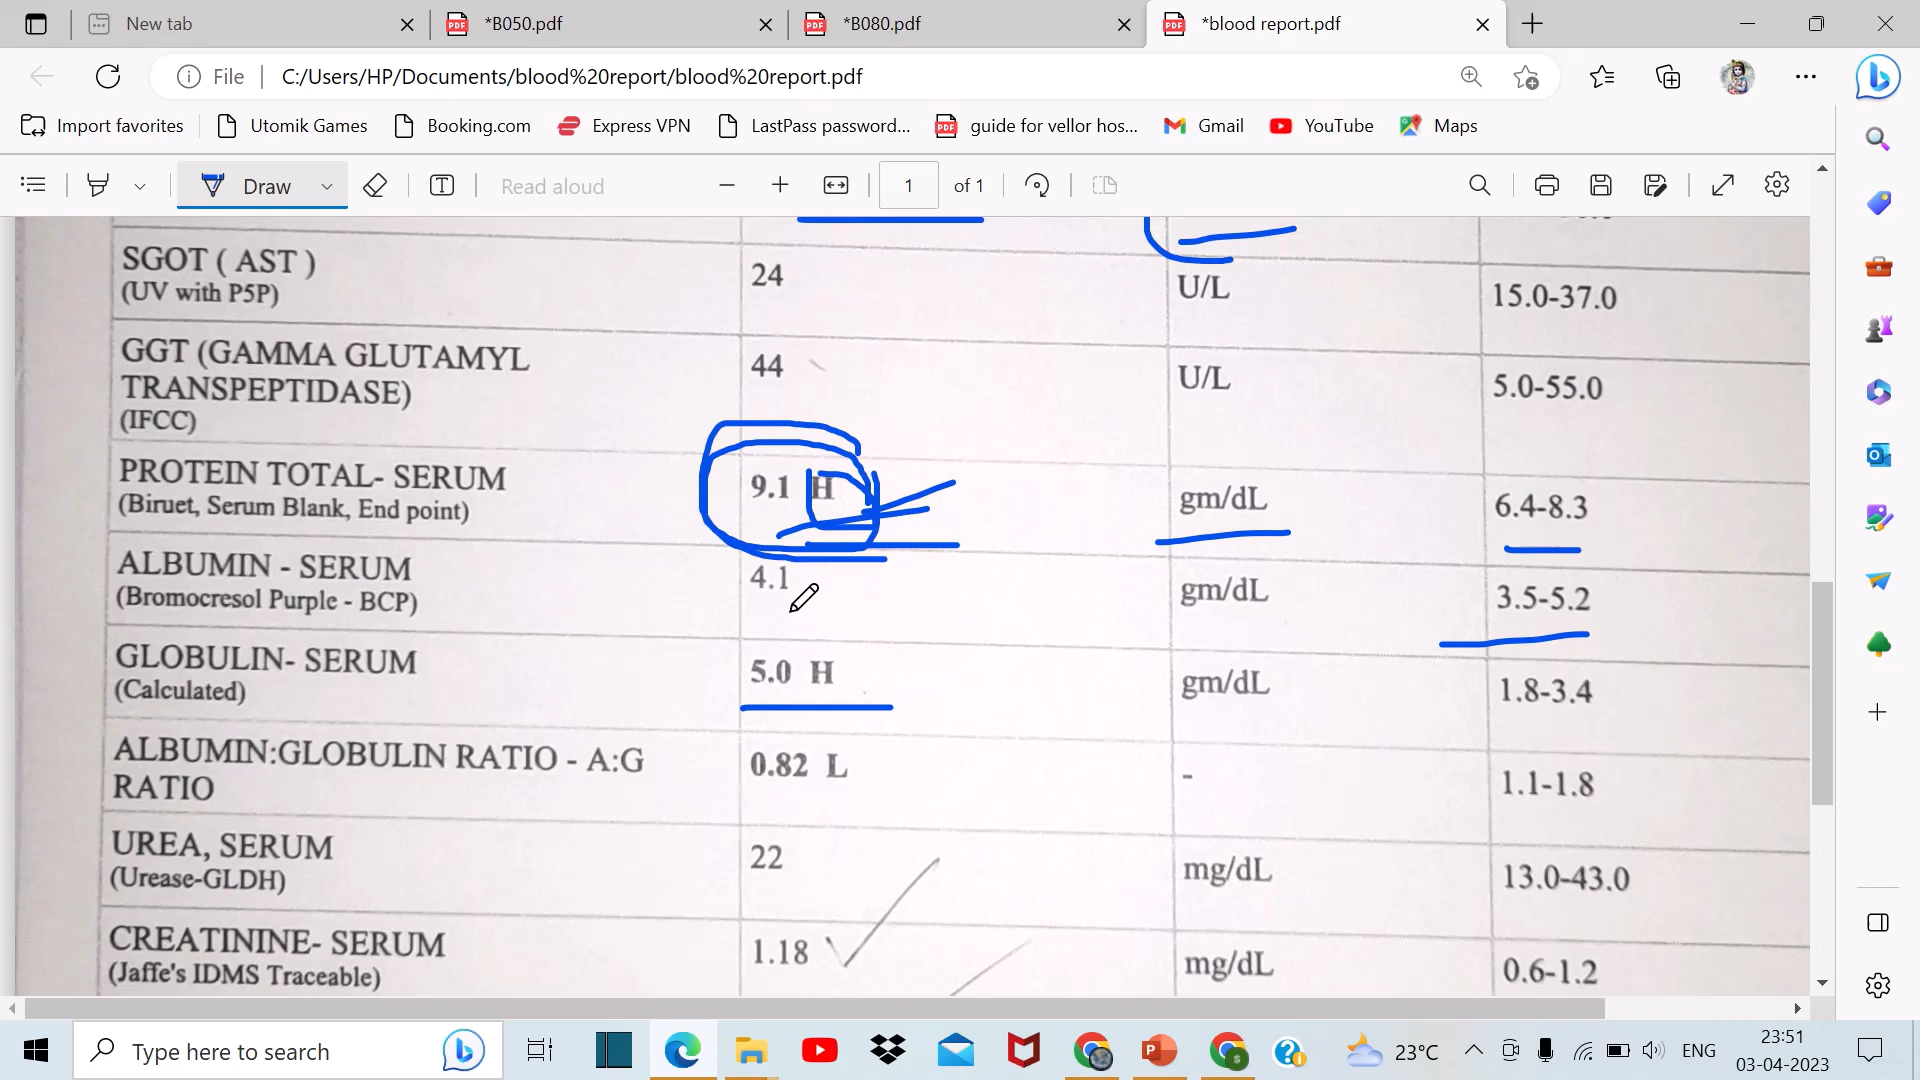 New tab
*B050.pdf
*B080.pdf
*blood report.pdf
File
C:/Users/HP/Documents/blood%20report/blood%20report.pdf
Import favorites
Utomik Games
Booking.com
Express VPN
LastPass password...
guide for vellor hos...
Gmail
YouTube
Maps
Draw
Read aloud
1 of 1
SGOT ( AST ) 24 U/L 15.0-37.0
(UV with P5P)
GGT (GAMMA GLUTAMYL 44 U/L 5.0-55.0
TRANSPEPTIDASE)
(IFCC)
PROTEIN TOTAL- SERUM 9.1 H gm/dL 6.4-8.3
(Biruet, Serum Blank, End point)
ALBUMIN - SERUM 4.1 gm/dL 3.5-5.2
(Bromocresol Purple - BCP)
GLOBULIN- SERUM 5.0 H gm/dL 1.8-3.4
(Calculated)
ALBUMIN:GLOBULIN RATIO - A:G 0.82 L - 1.1-1.8
RATIO
UREA, SERUM 22 mg/dL 13.0-43.0
(Urease-GLDH)
CREATININE- SERUM 1.18 mg/dL 0.6-1.2
(Jaffe's IDMS Traceable)
Type here to search
23°C
ENG
23:51
03-04-2023